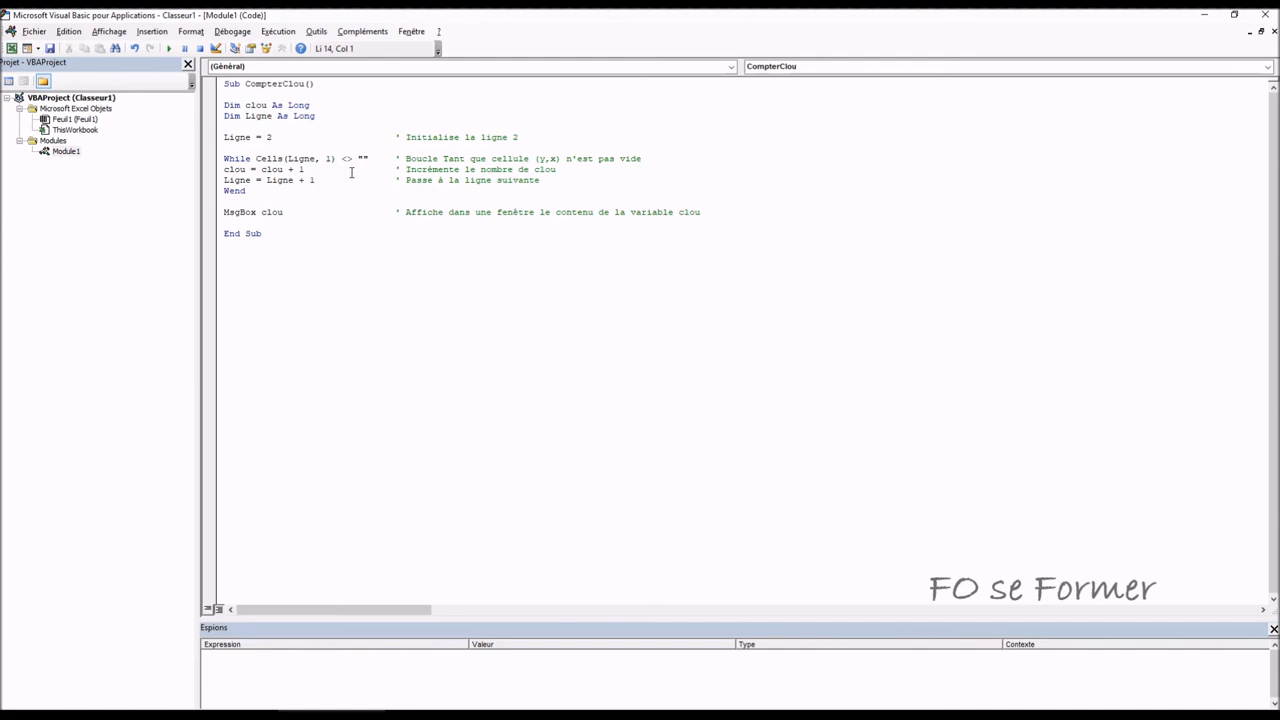 Microsoft Visual Basic pour Applications - Classeur1 - [Module1 (Code)]
Fichier Edition Affichage Insertion Format Débogage Exécution Outils Compléments Fenêtre ?
Li 14, Col 1
Projet - VBAProject
(Général) CompterClou
VBAProject (Classeur1)
Microsoft Excel Objets
Feuil1 (Feuil1)
ThisWorkbook
Modules
Module1
Sub CompterClou()
Dim clou As Long
Dim Ligne As Long
Ligne = 2 ' Initialise la ligne 2
While Cells(Ligne, 1) <> "" ' Boucle Tant que cellule (y,x) n'est pas vide
clou = clou + 1 ' Incrémente le nombre de clou
Ligne = Ligne + 1 ' Passe à la ligne suivante
Wend
MsgBox clou ' Affiche dans une fenêtre le contenu de la variable clou
End Sub
FO se Former
Espions
Expression Valeur Type Contexte